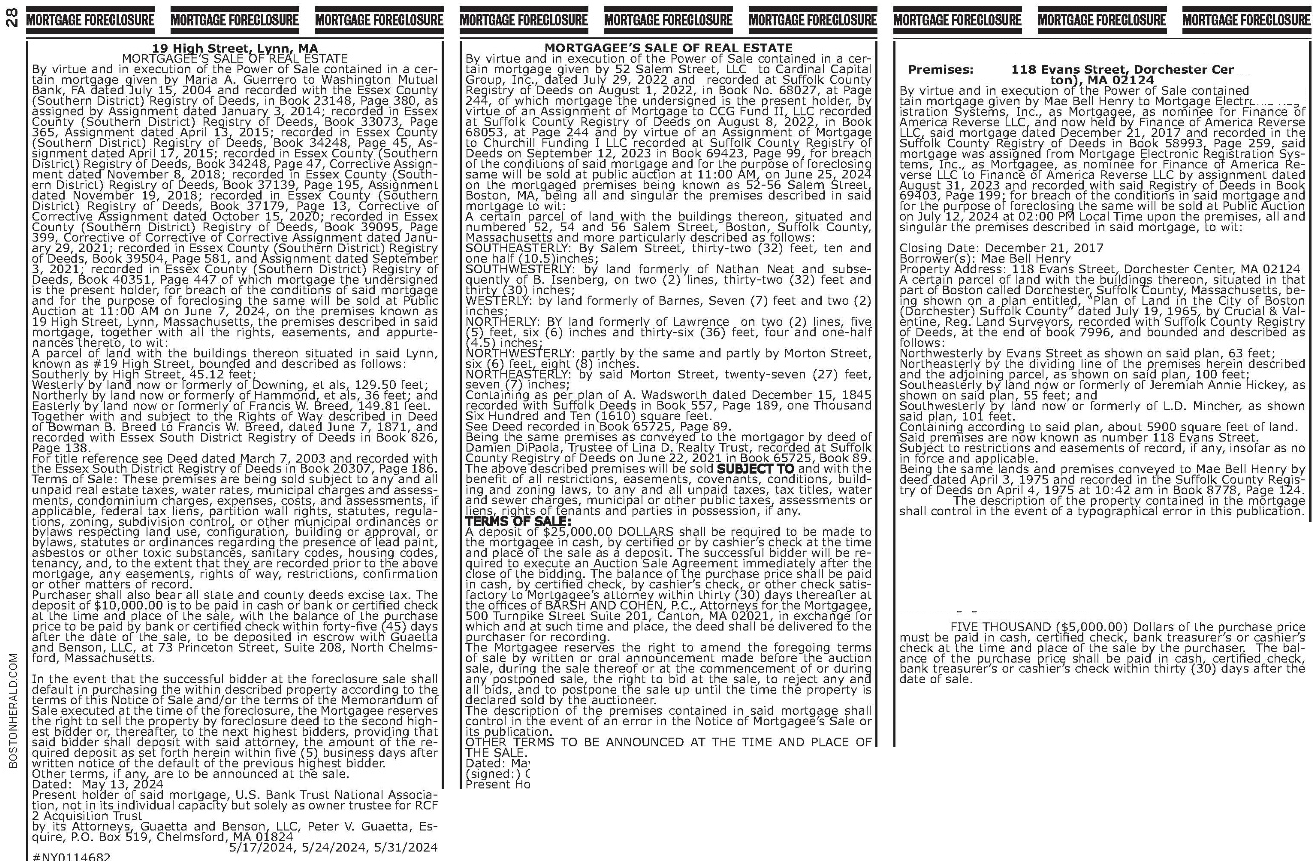 28
MORTGAGE FORECLOSURE MORTGAGE FORECLOSURE MORTGAGE FORECLOSURE MORTGAGE FORECLOSURE MORTGAGE FORECLOSURE MORTGAGE FORECLOSURE MORTGAGE FORECLOSURE MORTGAGE FORECLOSURE MORTGAGE FORECLOSURE
19 High Street, Lynn, MA
MORTGAGEE'S SALE OF REAL ESTATE
By virtue and in execution of the Power of Sale contained in a cer-
tain mortgage given by Maria A. Guerrero to Washington Mutual
Bank, FA dated July 15, 2004 and recorded with the Essex County
(Southern District) Registry of Deeds, in Book 23148, Page 380, as
assigned by Assignment dated January 3, 2014; recorded in Essex
County (Southern District) Registry of Deeds, Book 33073, Page
365, Assignment dated April 13, 2015; recorded in Essex County
(Southern District) Registry of Deeds, Book 34248, Page 45, As-
signment dated April 17, 2015; recorded in Essex County (Southern
District) Registry of Deeds, Book 34248, Page 47, Corrective Assign-
ment dated November 8, 2018; recorded in Essex County (South-
ern District) Registry of Deeds, Book 37139, Page 195, Assignment
dated November 19, 2018; recorded in Essex County (Southern
District) Registry of Deeds, Book 37179, Page 13, Corrective of
Corrective Assignment dated October 15, 2020; recorded in Essex
County (Southern District) Registry of Deeds, Book 39095, Page
399, Corrective of Corrective of Corrective Assignment dated Janu-
ary 29, 2021; recorded in Essex County (Southern District) Registry
of Deeds, Book 39504, Page 581, and Assignment dated September
3, 2021; recorded in Essex County (Southern District) Registry of
Deeds, Book 40351, Page 447 of which mortgage the undersigned
is the present holder, for breach of the conditions of said mortgage
and for the purpose of foreclosing the same will be sold at Public
Auction at 11:00 AM on June 7, 2024, on the premises known as
19 High Street, Lynn, Massachusetts, the premises described in said
mortgage, together with all the rights, easements, and appurte-
nances thereto, to wit:
A parcel of land with the buildings thereon situated in said Lynn,
known as #19 High Street, bounded and described as follows:
Southerly by High Street, 45.12 feet;
Westerly by land now or formerly of Downing, et als, 129.50 feet;
Northerly by land now or formerly of Hammond, et als, 36 feet; and
Easterly by land now or formerly of Francis W. Breed, 149.81 feet.
Together with and subject to the Rights of Way described in Deed
of Bowman B. Breed to Francis W. Breed, dated June 7, 1871, and
recorded with Essex South District Registry of Deeds in Book 826,
Page 138.
For title reference see Deed dated March 7, 2003 and recorded with
the Essex South District Registry of Deeds in Book 20307, Page 186.
Terms of Sale: These premises are being sold subject to any and all
unpaid real estate taxes, water rates, municipal charges and assess-
ments, condominium charges, expenses, costs, and assessments, if
applicable, federal tax liens, partition wall rights, statutes, regula-
tions, zoning, subdivision control, or other municipal ordinances or
bylaws respecting land use, configuration, building or approval, or
bylaws, statutes or ordinances regarding the presence of lead paint,
asbestos or other toxic substances, sanitary codes, housing codes,
tenancy, and, to the extent that they are recorded prior to the above
mortgage, any easements, rights of way, restrictions, confirmation
or other matters of record.
Purchaser shall also bear all state and county deeds excise tax. The
deposit of $10,000.00 is to be paid in cash or bank or certified check
at the time and place of the sale, with the balance of the purchase
price to be paid by bank or certified check within forty-five (45) days
after the date of the sale, to be deposited in escrow with Guaetta
and Benson, LLC, at 73 Princeton Street, Suite 208, North Chelms-
ford, Massachusetts.
In the event that the successful bidder at the foreclosure sale shall
default in purchasing the within described property according to the
terms of this Notice of Sale and/or the terms of the Memorandum of
Sale executed at the time of the foreclosure, the Mortgagee reserves
the right to sell the property by foreclosure deed to the second high-
est bidder or, thereafter, to the next highest bidders, providing that
said bidder shall deposit with said attorney, the amount of the re-
quired deposit as set forth herein within five (5) business days after
written notice of the default of the previous highest bidder.
Other terms, if any, are to be announced at the sale.
Dated: May 13, 2024
Present holder of said mortgage, U.S. Bank Trust National Associa-
tion, not in its individual capacity but solely as owner trustee for RCF
2 Acquisition Trust
by its Attorneys, Guaetta and Benson, LLC, Peter V. Guaetta, Es-
quire, P.O. Box 519, Chelmsford, MA 01824
5/17/2024, 5/24/2024, 5/31/2024
#NY0114682
MORTGAGEE'S SALE OF REAL ESTATE
By virtue and in execution of the Power of Sale contained in a cer-
tain mortgage given by 52 Salem Street, LLC to Cardinal Capital
Group, Inc., dated July 29, 2022 and recorded at Suffolk County
Registry of Deeds on August 1, 2022, in Book No. 68027, at Page
244, of which mortgage the undersigned is the present holder, by
virtue of an Assignment of Mortgage to CCG Fund II, LLC recorded
at Suffolk County Registry of Deeds on August 8, 2022, in Book
68053, at Page 244 and by virtue of an Assignment of Mortgage
to Churchill Funding I LLC recorded at Suffolk County Registry of
Deeds on September 12, 2023 in Book 69423, Page 99, for breach
of the conditions of said mortgage and for the purpose of foreclosing
same will be sold at public auction at 11:00 AM, on June 25, 2024
on the mortgaged premises being known as 52-56 Salem Street,
Boston, MA, being all and singular the premises described in said
mortgage to wit:
A certain parcel of land with the buildings thereon, situated and
numbered 52, 54 and 56 Salem Street, Boston, Suffolk County,
Massachusetts and more particularly described as follows:
SOUTHEASTERLY: By Salem Street, thirty-two (32) feet, ten and
one half (10.5)inches;
SOUTHWESTERLY: by land formerly of Nathan Neat and subse-
quently of B. Isenberg, on two (2) lines, thirty-two (32) feet and
thirty (30) inches;
WESTERLY: by land formerly of Barnes, Seven (7) feet and two (2)
inches;
NORTHERLY: BY land formerly of Lawrence on two (2) lines, five
(5) feet, six (6) inches and thirty-six (36) feet, four and one-half
(4.5) inches;
NORTHWESTERLY: partly by the same and partly by Morton Street,
six (6) feet, eight (8) inches.
NORTHEASTERLY: by said Morton Street, twenty-seven (27) feet,
seven (7) inches;
Containing as per plan of A. Wadsworth dated December 15, 1845
recorded with Suffolk Deeds in Book 557, Page 189, one Thousand
Six Hundred and Ten (1610) square feet.
See Deed recorded in Book 65725, Page 89.
Being the same premises as conveyed to the mortgagor by deed of
Damien DiPaola, Trustee of Lina D. Realty Trust, recorded at Suffolk
County Registry of Deeds on June 22, 2021 in Book 65725, Book 89.
The above described premises will be sold SUBJECT TO and with the
benefit of all restrictions, easements, covenants, conditions, build-
ing and zoning laws, to any and all unpaid taxes, tax titles, water
and sewer charges, municipal or other public taxes, assessments or
liens, rights of tenants and parties in possession, if any.
TERMS OF SALE:
A deposit of $25,000.00 DOLLARS shall be required to be made to
the mortgagee in cash, by certified or by cashier's check at the time
and place of the sale as a deposit. The successful bidder will be re-
quired to execute an Auction Sale Agreement immediately after the
close of the bidding. The balance of the purchase price shall be paid
in cash, by certified check, by cashier's check, or other check satis-
factory to Mortgagee's attorney within thirty (30) days thereafter at
the offices of BARSH AND COHEN, P.C., Attorneys for the Mortgagee,
500 Turnpike Street Suite 201, Canton, MA 02021, in exchange for
which and at such time and place, the deed shall be delivered to the
purchaser for recording.
The Mortgagee reserves the right to amend the foregoing terms
of sale by written or oral announcement made before the auction
sale, during the sale thereof or at the commencement of or during
any postponed sale, the right to bid at the sale, to reject any and
all bids, and to postpone the sale up until the time the property is
declared sold by the auctioneer.
The description of the premises contained in said mortgage shall
control in the event of an error in the Notice of Mortgagee's Sale or
its publication.
OTHER TERMS TO BE ANNOUNCED AT THE TIME AND PLACE OF
THE SALE.
Dated: May
(signed:)
Present Ho
Premises: 118 Evans Street, Dorchester Cer
ton), MA 02124
By virtue and in execution of the Power of Sale contained
tain mortgage given by Mae Bell Henry to Mortgage Electr
istration Systems, Inc., as Mortgagee, as nominee for Finance of
America Reverse LLC, and now held by Finance of America Reverse
LLC, said mortgage dated December 21, 2017 and recorded in the
Suffolk County Registry of Deeds in Book 58993, Page 259, said
mortgage was assigned from Mortgage Electronic Registration Sys-
tems, Inc., as Mortgagee, as nominee for Finance of America Re-
verse LLC to Finance of America Reverse LLC by assignment dated
August 31, 2023 and recorded with said Registry of Deeds in Book
69403, Page 199; for breach of the conditions in said mortgage and
for the purpose of foreclosing the same will be sold at Public Auction
on July 12, 2024 at 02:00 PM Local Time upon the premises, all and
singular the premises described in said mortgage, to wit:
Closing Date: December 21, 2017
Borrower(s): Mae Bell Henry
Property Address: 118 Evans Street, Dorchester Center, MA 02124
A certain parcel of land with the buildings thereon, situated in that
part of Boston called Dorchester, Suffolk County, Massachusetts, be-
ing shown on a plan entitled, "Plan of Land in the City of Boston
(Dorchester) Suffolk County" dated July 19, 1965, by Crucial & Val-
entine, Reg. Land Surveyors, recorded with Suffolk County Registry
of Deeds, at the end of book 7996, and bounded and described as
follows:
Northwesterly by Evans Street as shown on said plan, 63 feet;
Northeasterly by the dividing line of the premises herein described
and the adjoining parcel, as shown on said plan, 100 feet;
Southeasterly by land now or formerly of Jeremiah Annie Hickey, as
shown on said plan, 55 feet; and
Southwesterly by land now or formerly of L.D. Mincher, as shown
said plan, 101 feet.
Containing according to said plan, about 5900 square feet of land.
Said premises are now known as number 118 Evans Street.
Subject to restrictions and easements of record, if any, insofar as now
in force and applicable.
Being the same lands and premises conveyed to Mae Bell Henry by
deed dated April 3, 1975 and recorded in the Suffolk County Regis-
try of Deeds on April 4, 1975 at 10:42 am in Book 8778, Page 124.
The description of the property contained in the mortgage
shall control in the event of a typographical error in this publication.
FIVE THOUSAND ($5,000.00) Dollars of the purchase price
must be paid in cash, certified check, bank treasurer's or cashier's
check at the time and place of the sale by the purchaser. The bal-
ance of the purchase price shall be paid in cash, certified check,
bank treasurer's or cashier's check within thirty (30) days after the
date of sale.
BOSTONHERALD.COM